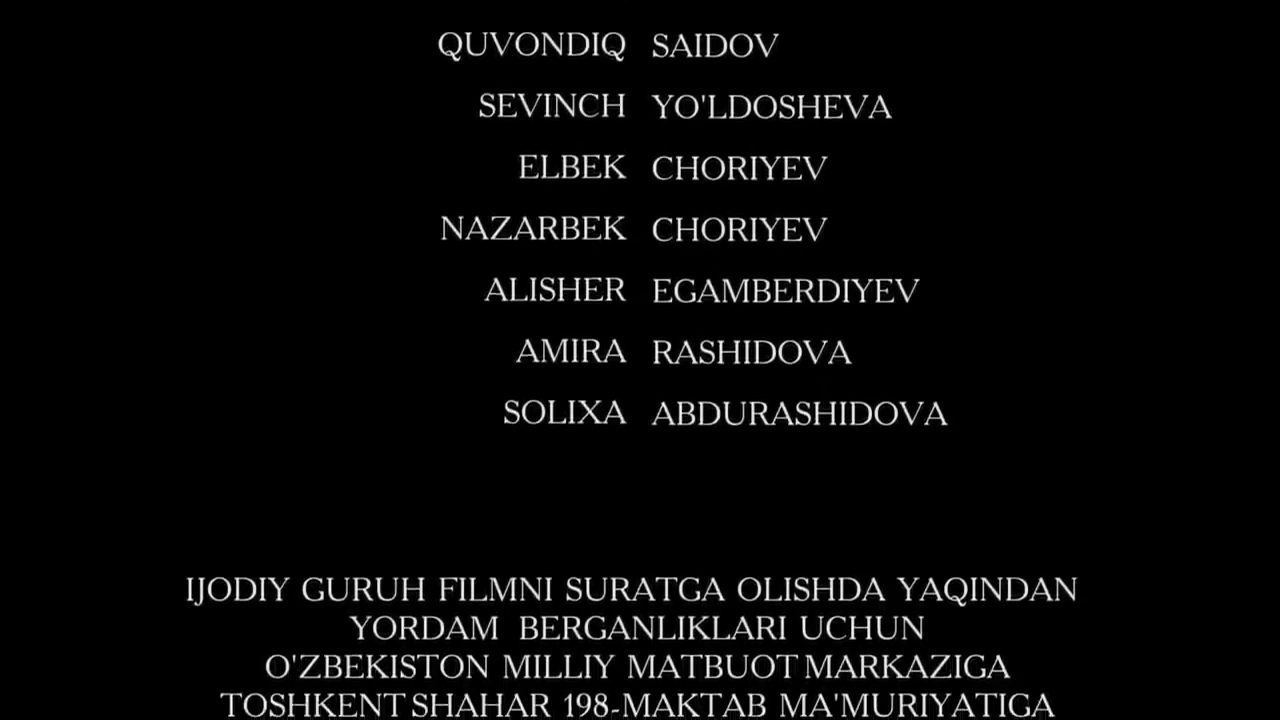 QUVONDIQ SAIDOV
SEVINCH YO'LDOSHEVA
ELBEK CHORIYEV
NAZARBEK CHORIYEV
ALISHER EGAMBERDIYEV
AMIRA RASHIDOVA
SOLIXA ABDURASHIDOVA
IJODIY GURUH FILMNI SURATGA OLISHDA YAQINDAN
YORDAM BERGANLIKLARI UCHUN
O'ZBEKISTON MILLIY MATBUOT MARKAZIGA
TOSHKENT SHAHAR 198-MAKTAB MA'MURIYATIGA